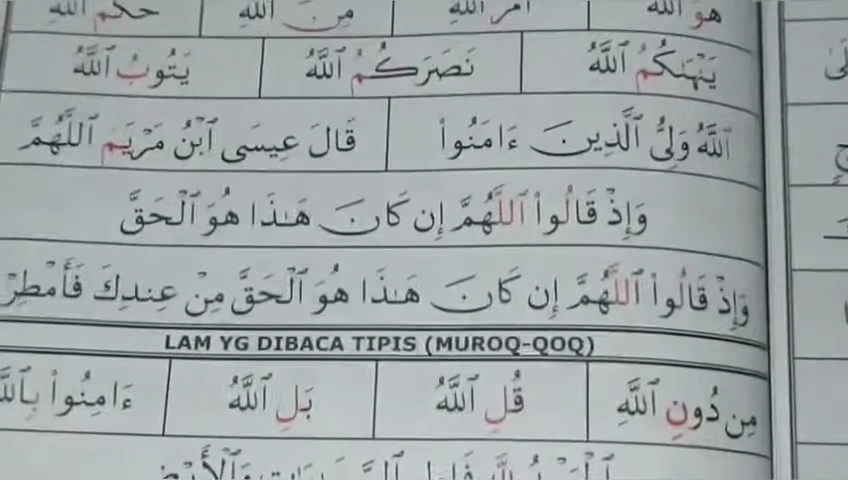 هُوَ ٱللَّهُ أَمْرُ ٱللَّهِ مِنَ ٱللَّهِ حُكْمُ ٱللَّهِ
يَنْهَىٰكُمُ ٱللَّهُ نَصَرَكُمُ ٱللَّهُ يَتُوبُ ٱللَّهُ
ٱللَّهُ وَلِىُّ ٱلَّذِينَ ءَامَنُوا۟ قَالَ عِيسَى ٱبْنُ مَرْيَمَ ٱللَّهُمَّ
وَإِذْ قَالُوا۟ ٱللَّهُمَّ إِن كَانَ هَـٰذَا هُوَ ٱلْحَقَّ
وَإِذْ قَالُوا۟ ٱللَّهُمَّ إِن كَانَ هَـٰذَا هُوَ ٱلْحَقَّ مِنْ عِندِكَ فَأَمْطِرْ
LAM YG DIBACA TIPIS (MUROQ-QOQ)
مِن دُونِ ٱللَّهِ قُلِ ٱللَّهُ بَلِ ٱللَّهُ ءَامِنُوا۟ بِٱللَّهِ